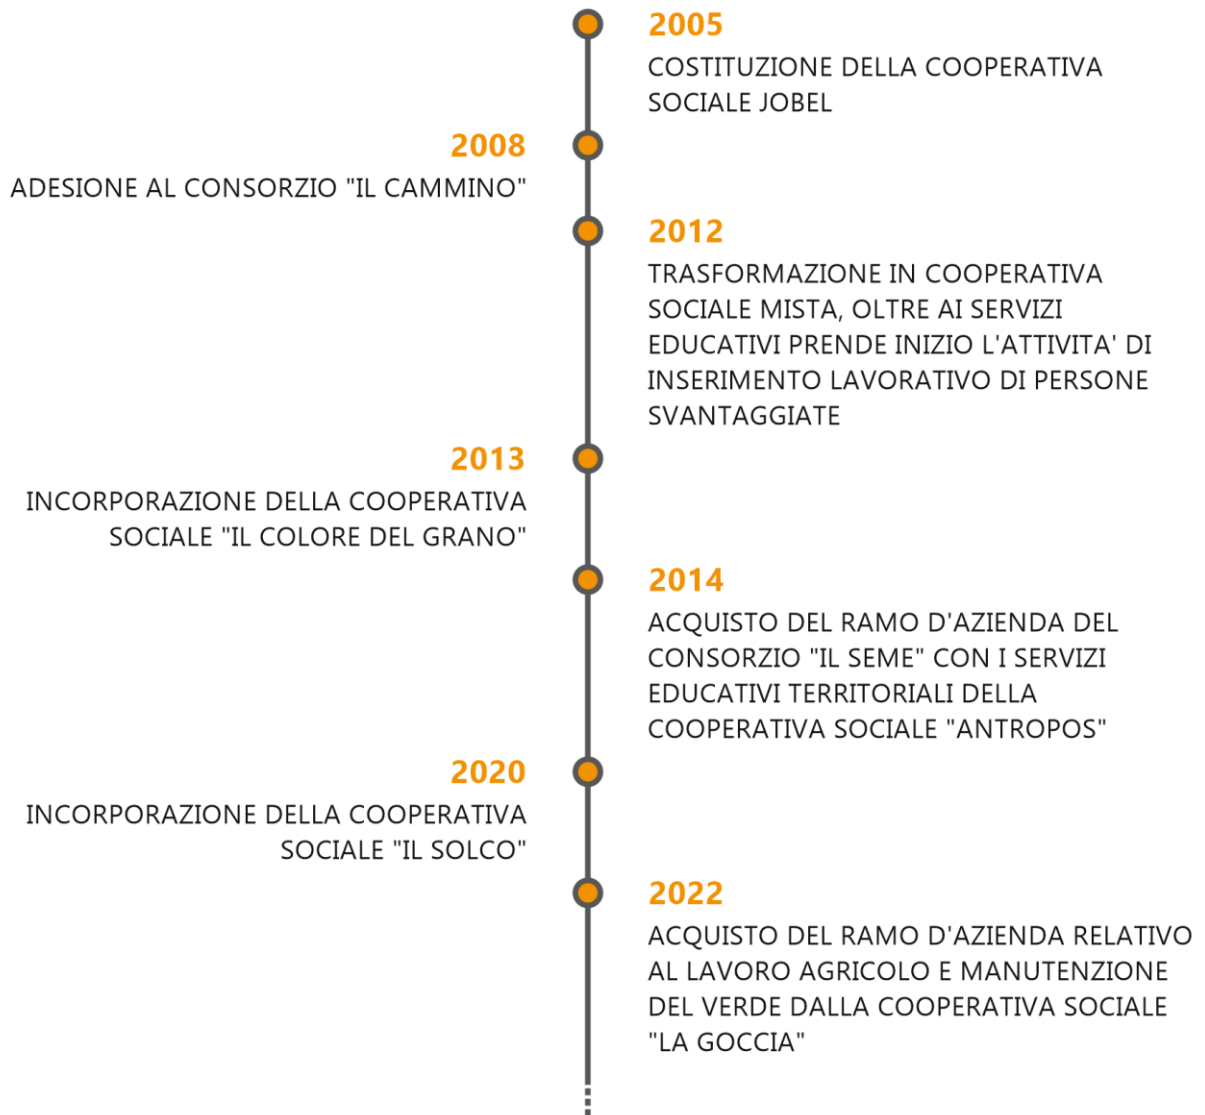 2005
COSTITUZIONE DELLA COOPERATIVA
SOCIALE JOBEL
2008
ADESIONE AL CONSORZIO "IL CAMMINO"
2012
TRASFORMAZIONE IN COOPERATIVA
SOCIALE MISTA, OLTRE AI SERVIZI
EDUCATIVI PRENDE INIZIO L'ATTIVITA' DI
INSERIMENTO LAVORATIVO DI PERSONE
SVANTAGGIATE
2013
INCORPORAZIONE DELLA COOPERATIVA
SOCIALE "IL COLORE DEL GRANO"
2014
ACQUISTO DEL RAMO D'AZIENDA DEL
CONSORZIO "IL SEME" CON I SERVIZI
EDUCATIVI TERRITORIALI DELLA
COOPERATIVA SOCIALE "ANTROPOS"
2020
INCORPORAZIONE DELLA COOPERATIVA
SOCIALE "IL SOLCO"
2022
ACQUISTO DEL RAMO D'AZIENDA RELATIVO
AL LAVORO AGRICOLO E MANUTENZIONE
DEL VERDE DALLA COOPERATIVA SOCIALE
"LA GOCCIA"